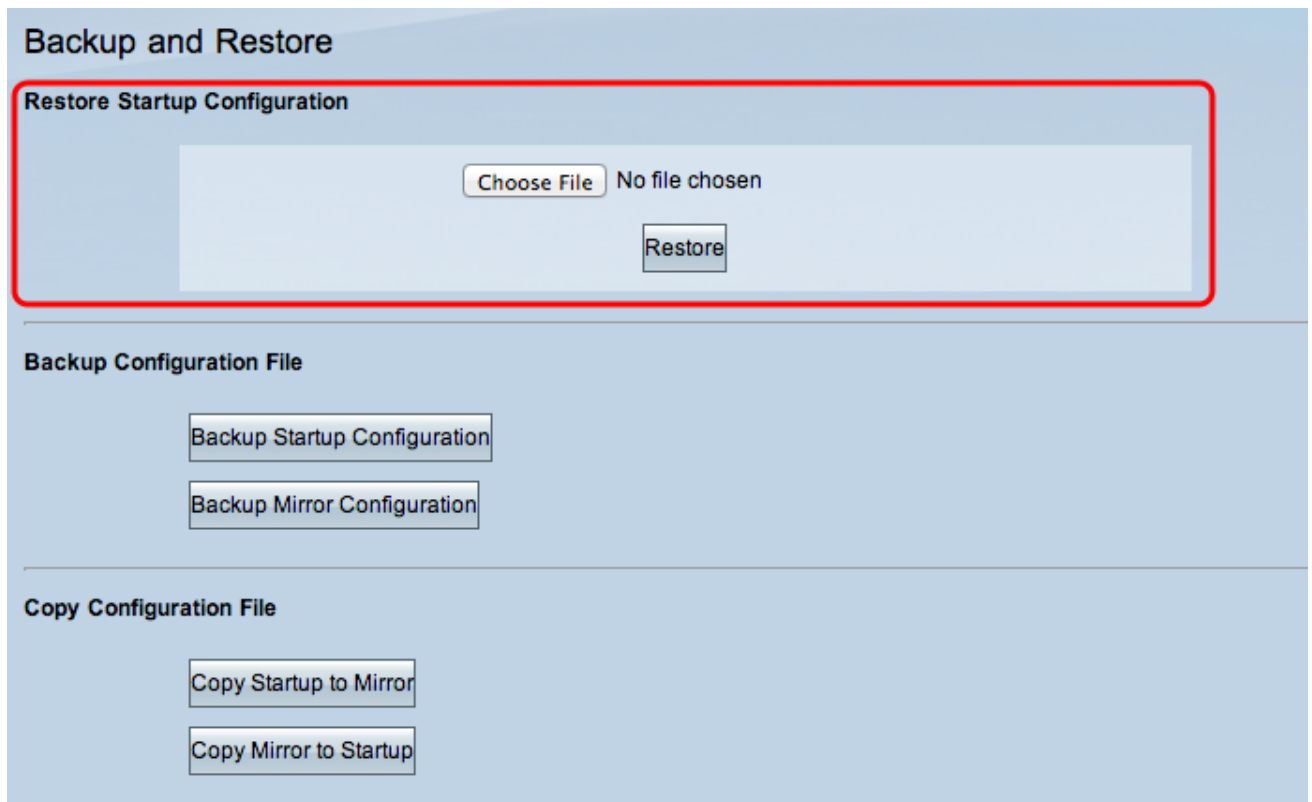 Backup and Restore
Restore Startup Configuration
Choose File No file chosen
Restore
Backup Configuration File
Backup Startup Configuration
Backup Mirror Configuration
Copy Configuration File
Copy Startup to Mirror
Copy Mirror to Startup